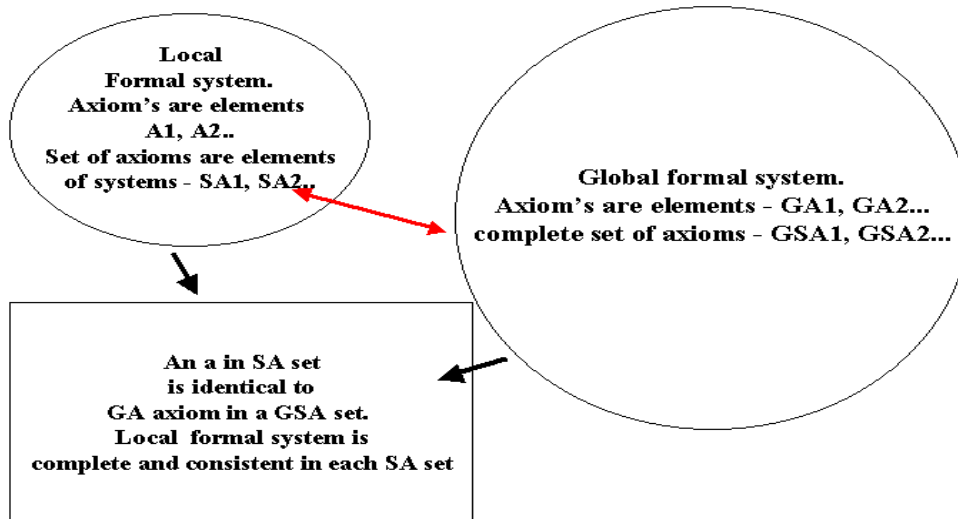 Local
Formal system.
Axiom's are elements
A1, A2..
Set of axioms are elements
of systems - SA1, SA2..
Global formal system.
Axiom's are elements - GA1, GA2...
complete set of axioms - GSA1, GSA2...
An a in SA set
is identical to
GA axiom in a GSA set.
Local formal system is
complete and consistent in each SA set